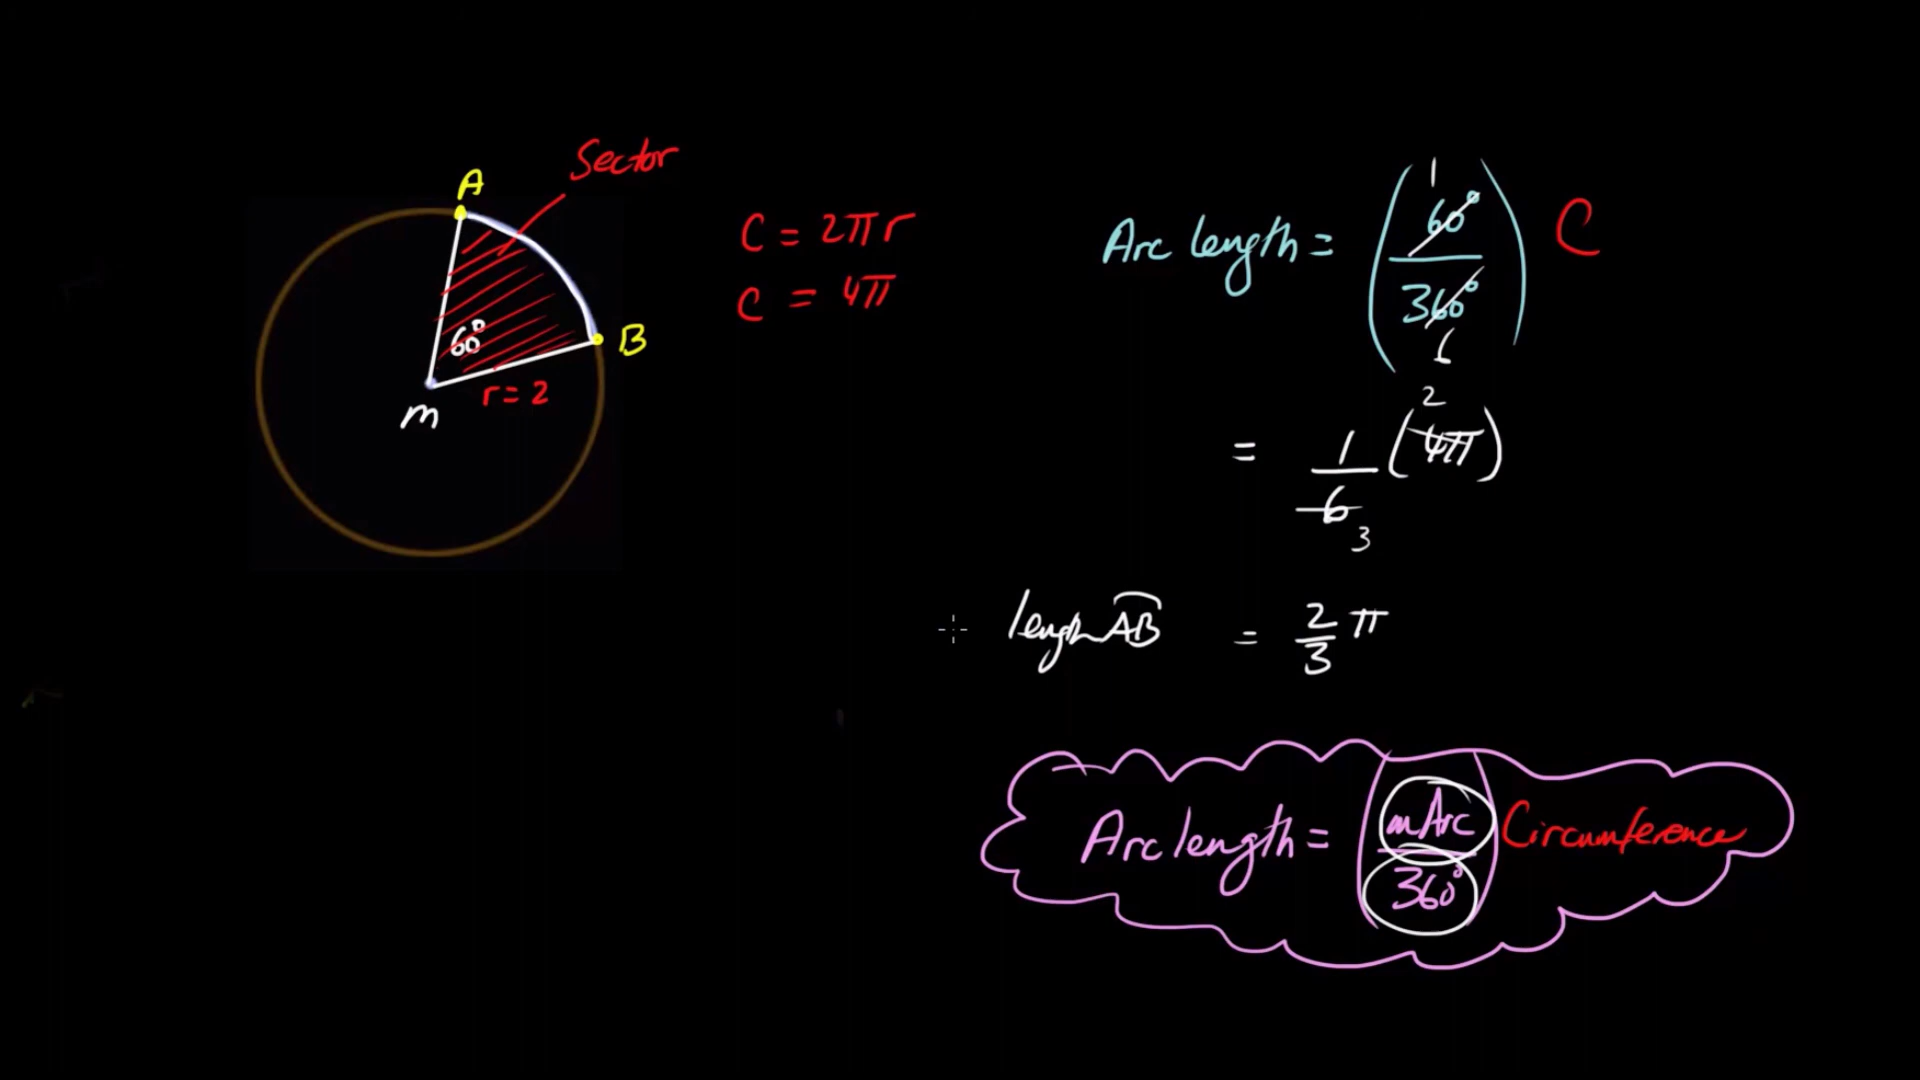 Sector
A
60°
B
r = 2
m
C = 2πr
C = 4π
Arc length = (60°/360°) C
1
6
= 1/6 (4π)
2
3
length AB = 2/3 π
Arc length = (mArc/360°) Circumference